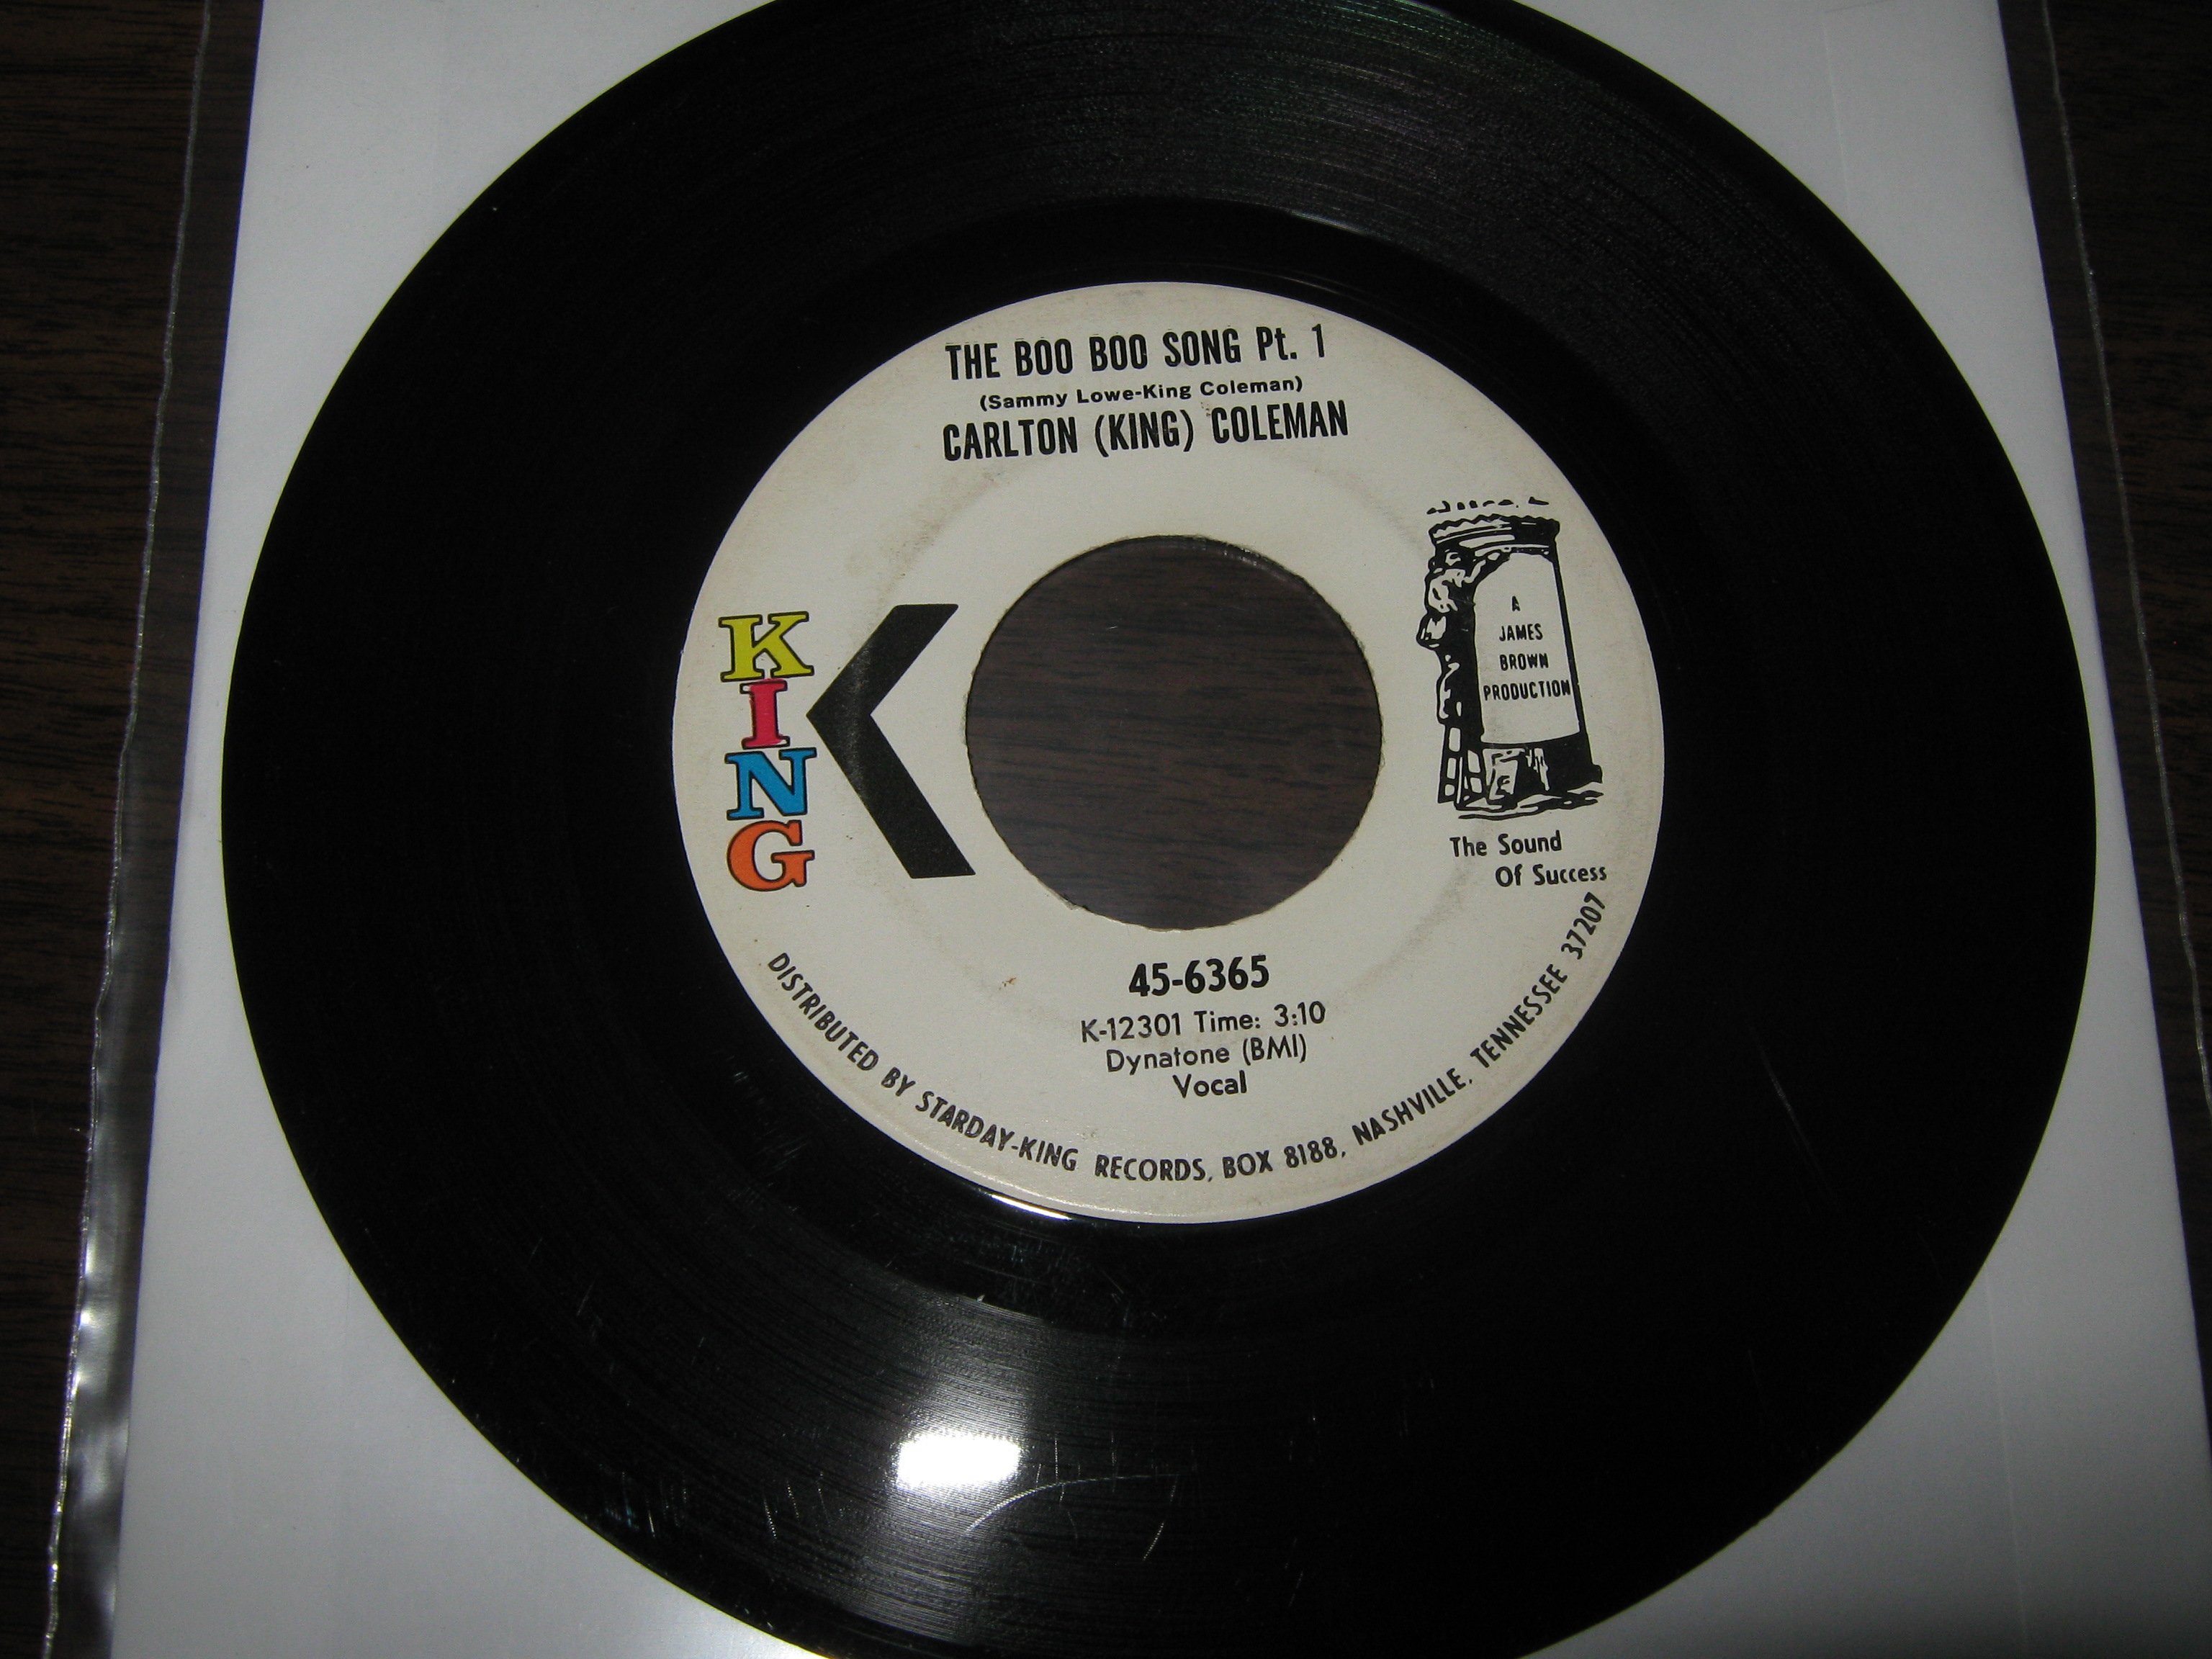 THE BOO BOO SONG Pt. 1
(Sammy Lowe-King Coleman)
CARLTON (KING) COLEMAN
KING
K
A
JAMES
BROWN
PRODUCTION
The Sound
Of Success
45-6365
K-12301 Time: 3:10
Dynatone (BMI)
Vocal
DISTRIBUTED BY STARDAY-KING RECORDS, BOX 8188, NASHVILLE, TENNESSEE 37207